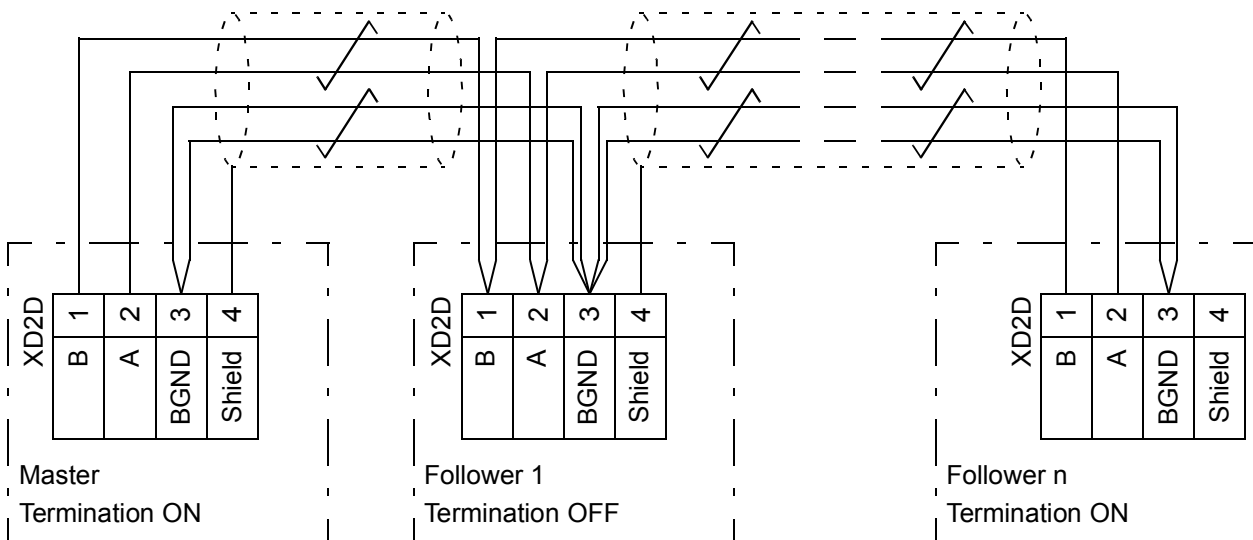 XD2D
1 2 3 4
B A BGND Shield
Master
Termination ON
XD2D
1 2 3 4
B A BGND Shield
Follower 1
Termination OFF
XD2D
1 2 3 4
B A BGND Shield
Follower n
Termination ON